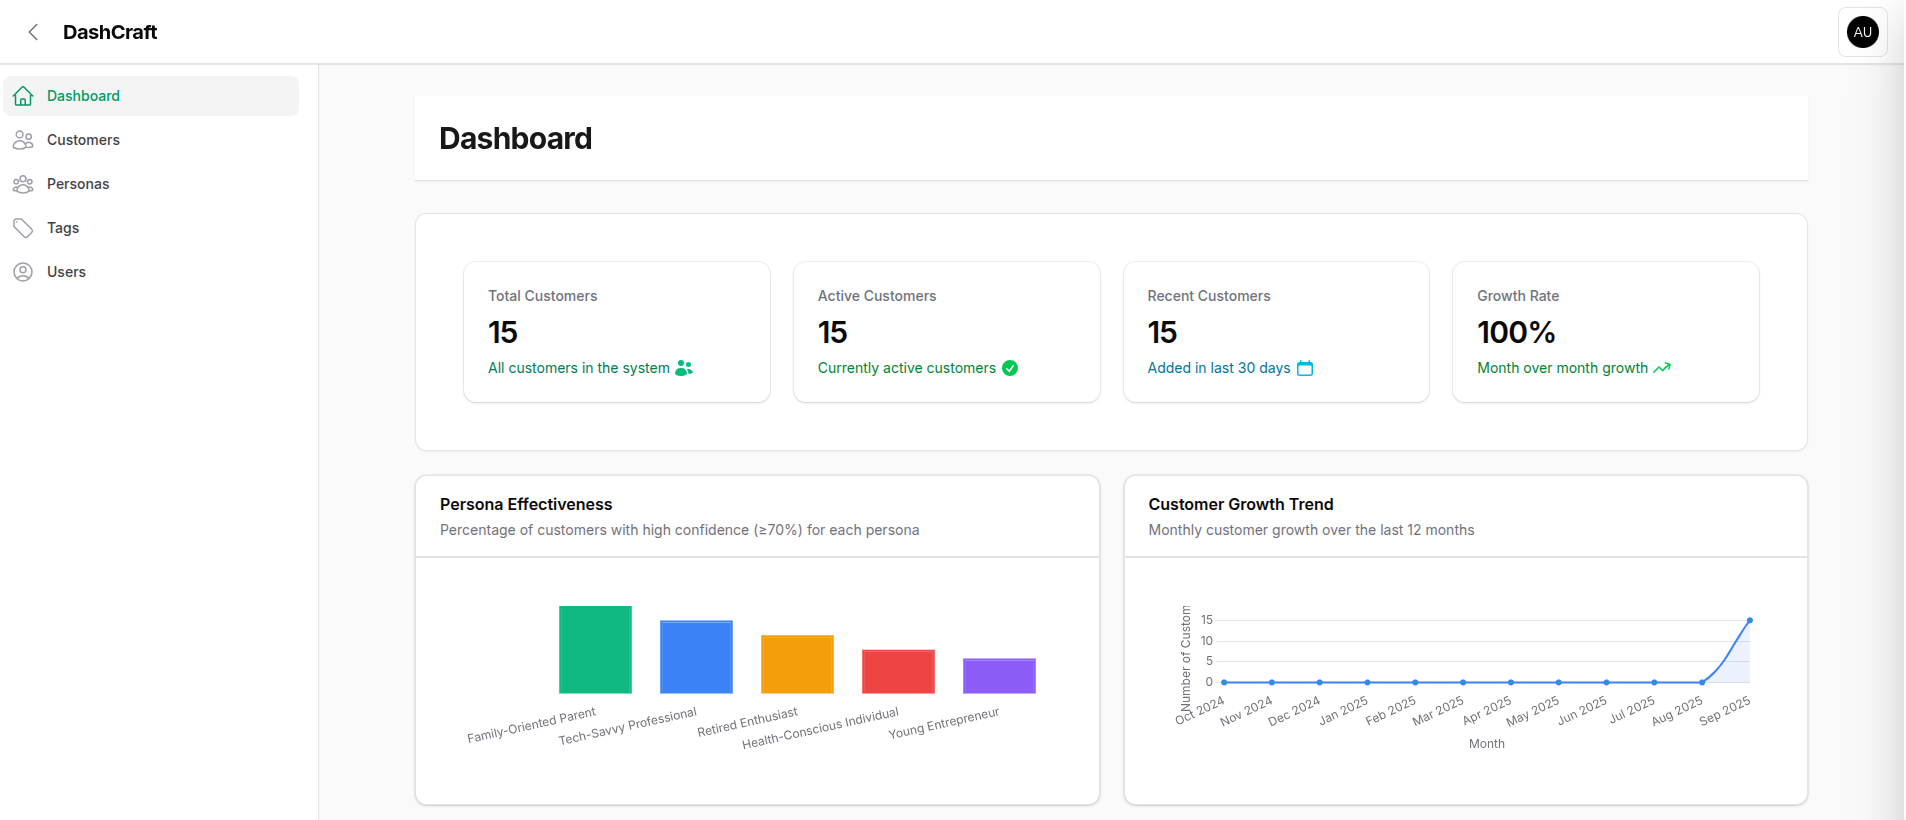 DashCraft
AU
Dashboard
Customers
Personas
Tags
Users
Dashboard
Total Customers
15
All customers in the system
Active Customers
15
Currently active customers
Recent Customers
15
Added in last 30 days
Growth Rate
100%
Month over month growth
Persona Effectiveness
Percentage of customers with high confidence (≥70%) for each persona
Family-Oriented Parent
Tech-Savvy Professional
Retired Enthusiast
Health-Conscious Individual
Young Entrepreneur
Customer Growth Trend
Monthly customer growth over the last 12 months
Number of Custom
15
10
5
0
Oct 2024
Nov 2024
Dec 2024
Jan 2025
Feb 2025
Mar 2025
Apr 2025
May 2025
Jun 2025
Jul 2025
Aug 2025
Sep 2025
Month